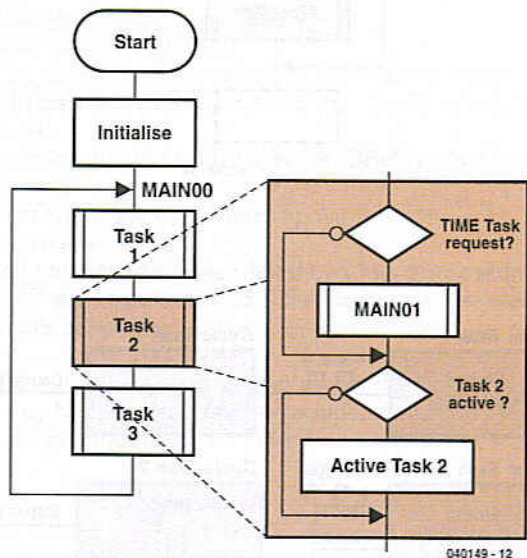 Start
Initialise
MAIN00
Task
1
Task
2
Task
3
TIME Task
request?
MAIN01
Task 2
active ?
Active Task 2
040149 - 12